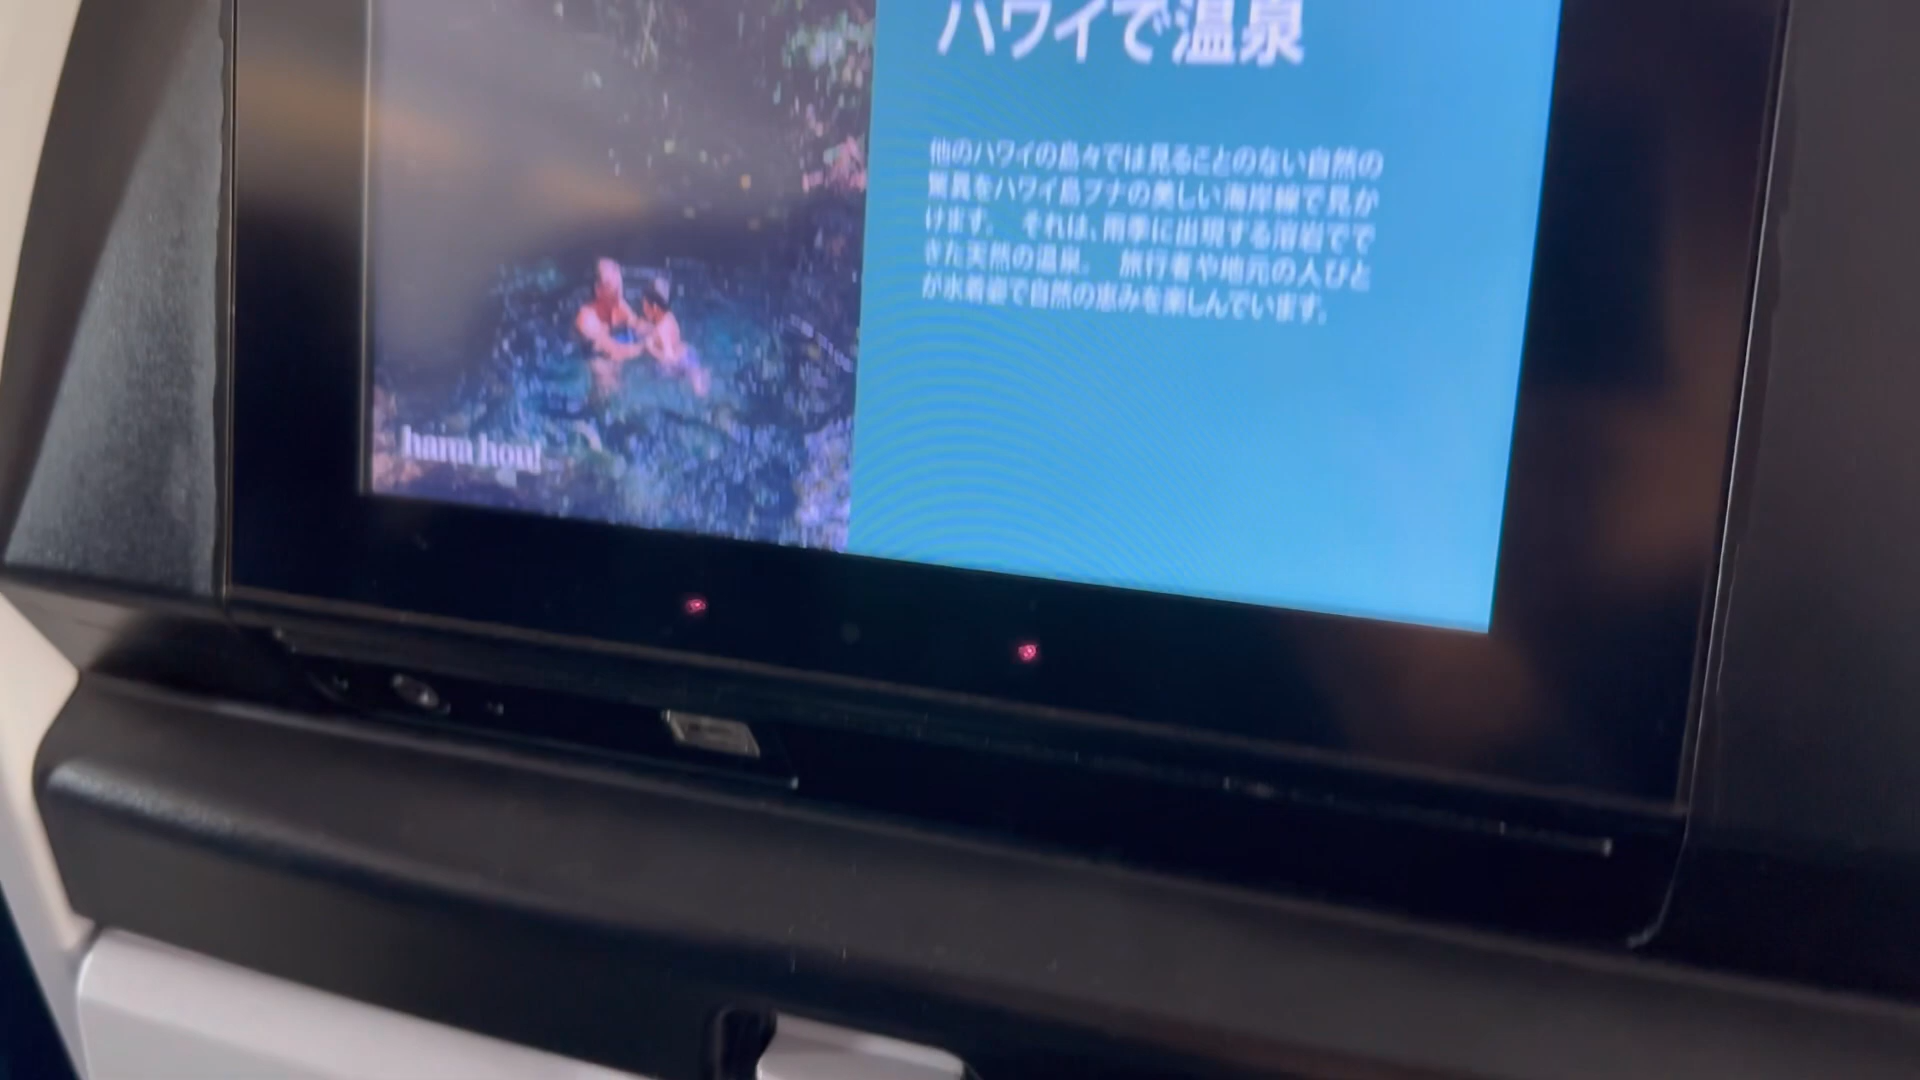 ハワイで温泉
他のハワイの島々では見ることのない自然の
驚異をハワイ島プナの美しい海岸線で見か
けます。 それは、雨季に出現する溶岩でで
きた天然の温泉。 旅行者や地元の人びと
が水着姿で自然の恵みを楽しんでいます。
hana hou!